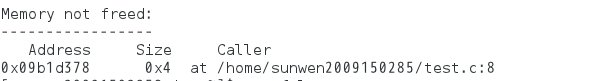 Memory not freed:
-----------------
   Address     Size     Caller
0x09b1d378      0x4  at /home/sunwen2009150285/test.c:8